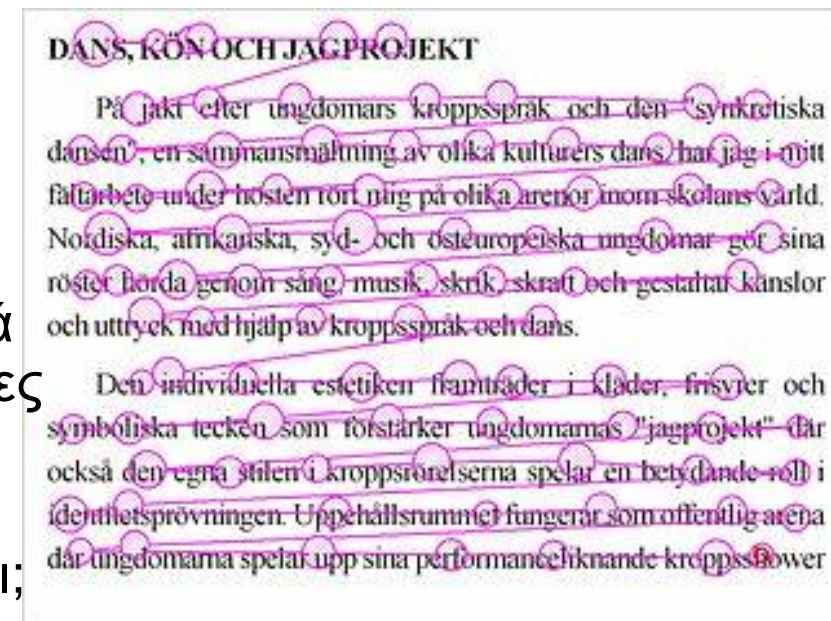 DANS, KÖN OCH JAGPROJEKT
På jakt efter ungdomars kroppsspråk och den "synkretiska
dansen", en sammansmältning av olika kulturers dans, har jag i mitt
fältarbete under hösten rört mig på olika arenor inom skolans värld.
Nordiska, afrikanska, syd- och östeuropeiska ungdomar gör sina
röster hörda genom sång, musik, skrik, skratt och gestaltar känslor
och uttryck med hjälp av kroppsspråk och dans.
Den individuella estetiken framträder i kläder, frisyrer och
symboliska tecken som förstärker ungdomarnas "jagprojekt" där
också den egna stilen i kroppsrörelserna spelar en betydande roll i
identitetsprövningen. Uppehållsrummet fungerar som offentlig arena
där ungdomarna spelar upp sina performanceliknande kroppsshower
ά
ες
ι;